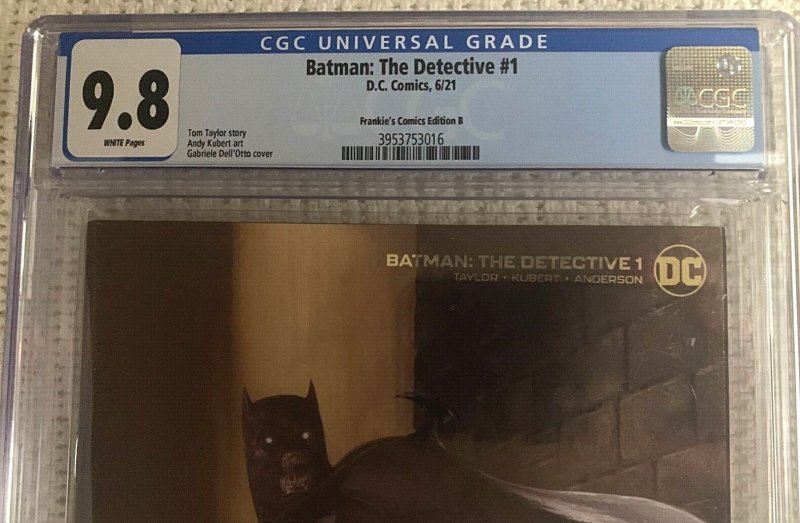 CGC UNIVERSAL GRADE
9.8
WHITE Pages
Batman: The Detective #1
D.C. Comics, 6/21
Frankie's Comics Edition B
Tom Taylor story
Andy Kubert art
Gabriele Dell'Otto cover
3953753016
CGC
BATMAN: THE DETECTIVE 1
TAYLOR • KUBERT • ANDERSON
DC